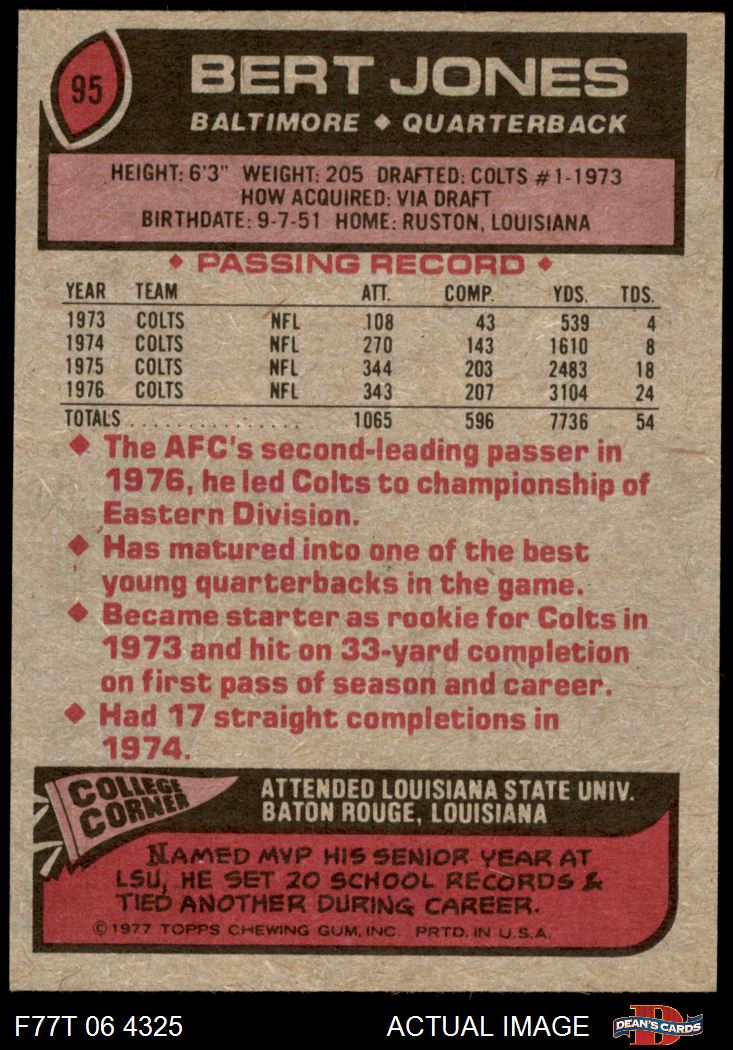 95
BERT JONES
BALTIMORE ◆ QUARTERBACK
HEIGHT: 6'3" WEIGHT: 205 DRAFTED: COLTS #1-1973
HOW ACQUIRED: VIA DRAFT
BIRTHDATE: 9-7-51 HOME: RUSTON, LOUISIANA
◆ PASSING RECORD ◆
YEAR TEAM ATT. COMP. YDS. TDS.
1973 COLTS NFL 108 43 539 4
1974 COLTS NFL 270 143 1610 8
1975 COLTS NFL 344 203 2483 18
1976 COLTS NFL 343 207 3104 24
TOTALS . . . . . . . . . . . . . . . . 1065 596 7736 54
◆ The AFC's second-leading passer in
1976, he led Colts to championship of
Eastern Division.
◆ Has matured into one of the best
young quarterbacks in the game.
◆ Became starter as rookie for Colts in
1973 and hit on 33-yard completion
on first pass of season and career.
◆ Had 17 straight completions in
1974.
COLLEGE
CORNER
ATTENDED LOUISIANA STATE UNIV.
BATON ROUGE, LOUISIANA
NAMED MVP HIS SENIOR YEAR AT
LSU, HE SET 20 SCHOOL RECORDS &
TIED ANOTHER DURING CAREER.
©1977 TOPPS CHEWING GUM, INC. PRTD. IN U.S.A.
F77T 06 4325 ACTUAL IMAGE D DEAN'S CARDS